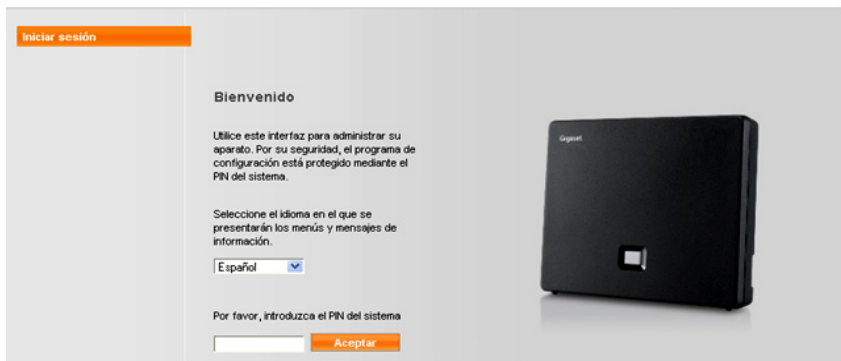 Iniciar sesión
Bienvenido
Utilice este interfaz para administrar su
aparato. Por su seguridad, el programa de
configuración está protegido mediante el
PIN del sistema.
Seleccione el idioma en el que se
presentarán los menús y mensajes de
información.
Español
Por favor, introduzca el PIN del sistema
Aceptar
Gigaset